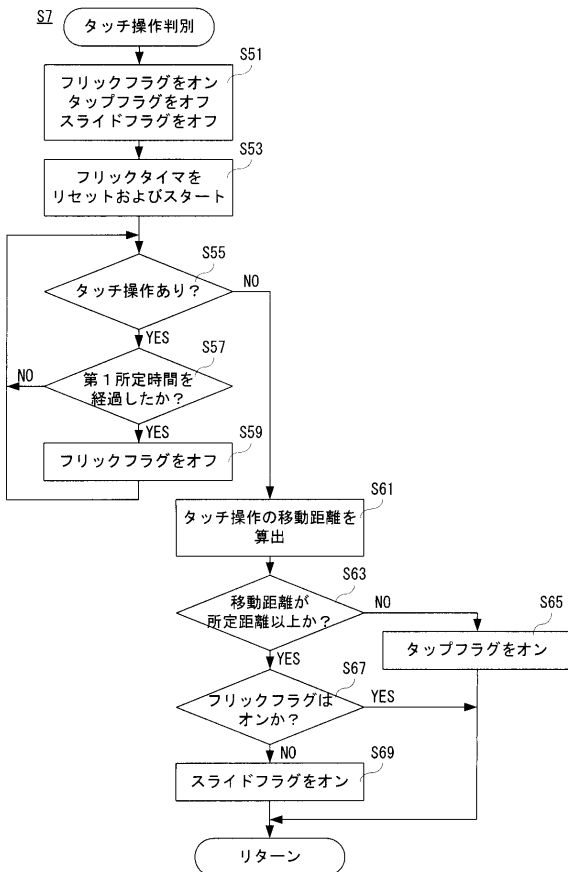 S7
タッチ操作判別
S51
フリックフラグをオン
タップフラグをオフ
スライドフラグをオフ
S53
フリックタイマを
リセットおよびスタート
S55
タッチ操作あり?
NO
YES
S57
第1所定時間を
経過したか?
NO
YES
S59
フリックフラグをオフ
S61
タッチ操作の移動距離を
算出
S63
移動距離が
所定距離以上か?
NO
YES
S65
タップフラグをオン
S67
フリックフラグは
オンか?
YES
NO
S69
スライドフラグをオン
リターン